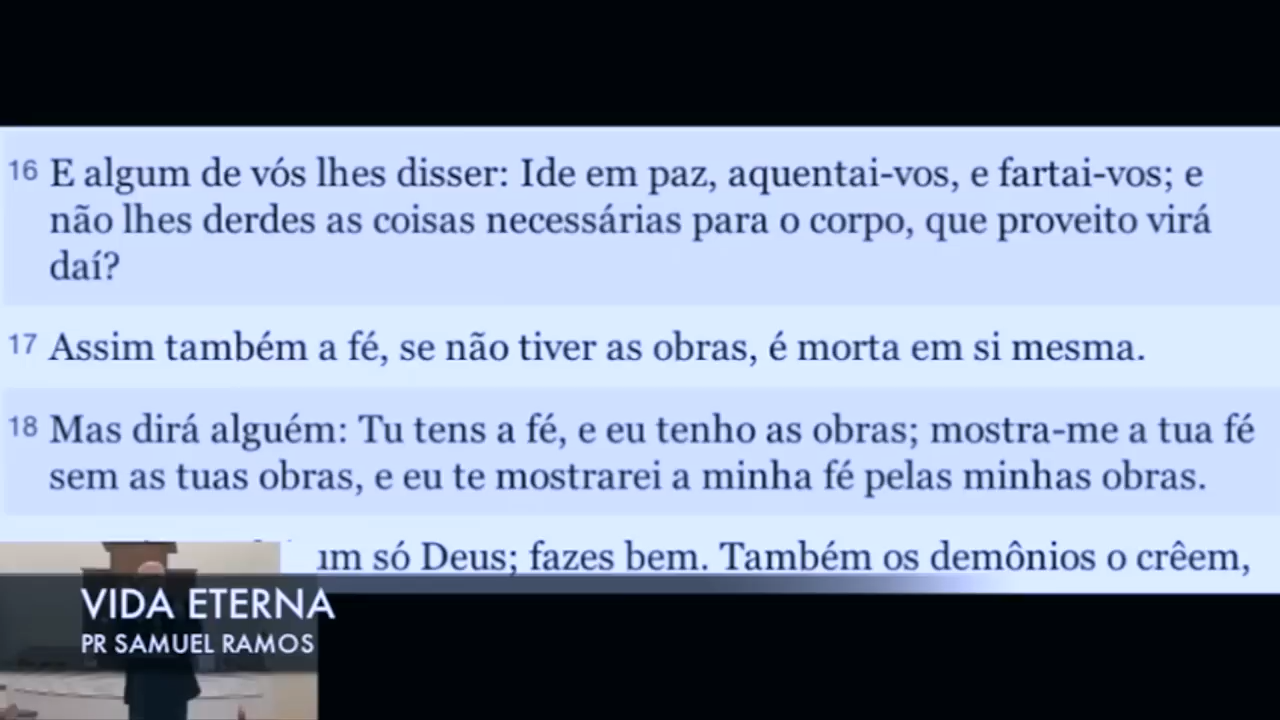 16 E algum de vós lhes disser: Ide em paz, aquentai-vos, e fartai-vos; e
não lhes derdes as coisas necessárias para o corpo, que proveito virá
daí?
17 Assim também a fé, se não tiver as obras, é morta em si mesma.
18 Mas dirá alguém: Tu tens a fé, e eu tenho as obras; mostra-me a tua fé
sem as tuas obras, e eu te mostrarei a minha fé pelas minhas obras.
só Deus; fazes bem. Também os demônios o crêem,
VIDA ETERNA
PR SAMUEL RAMOS